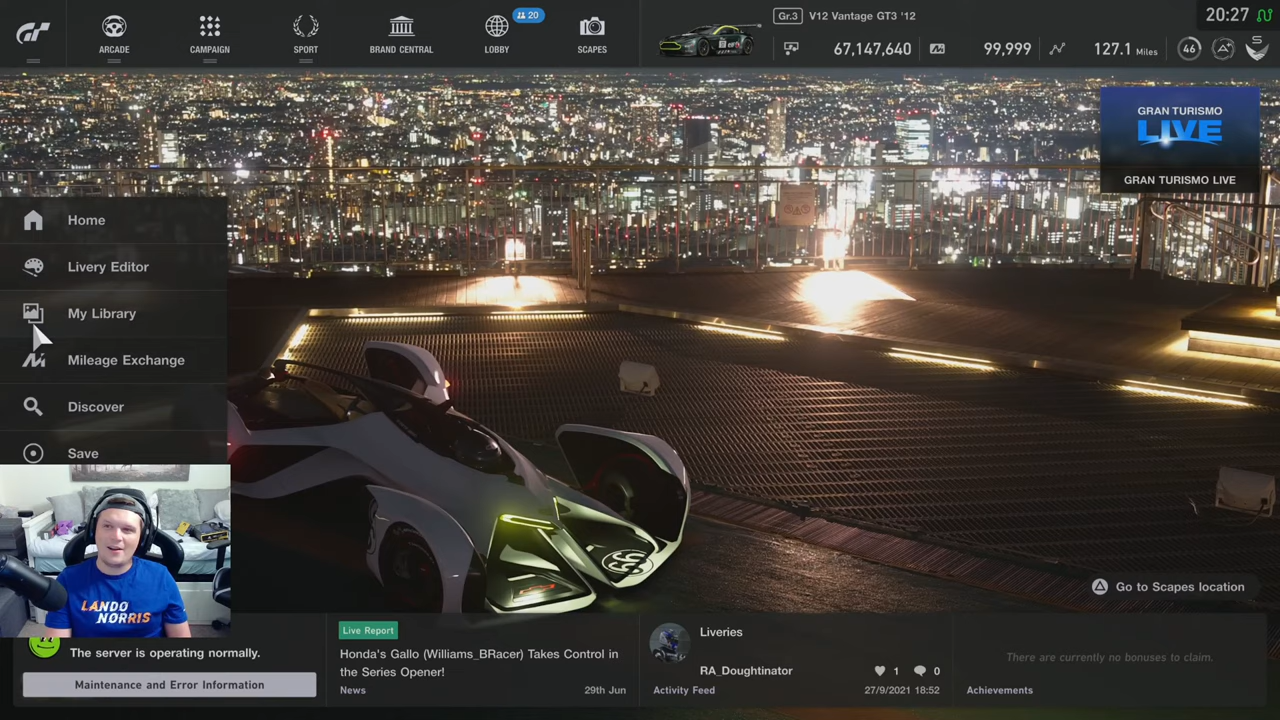 ARCADE
CAMPAIGN
SPORT
BRAND CENTRAL
LOBBY
20
SCAPES
Gr.3 V12 Vantage GT3 '12
67,147,640
99,999
127.1 Miles
46
S
20:27
GRAN TURISMO
LIVE
GRAN TURISMO LIVE
Home
Livery Editor
My Library
Mileage Exchange
Discover
Save
LANDO
NORRIS
Go to Scapes location
The server is operating normally.
Maintenance and Error Information
Live Report
Honda's Gallo (Williams_BRacer) Takes Control in
the Series Opener!
News 29th Jun
Liveries
RA_Doughtinator 1 0
Activity Feed 27/9/2021 18:52
There are currently no bonuses to claim.
Achievements